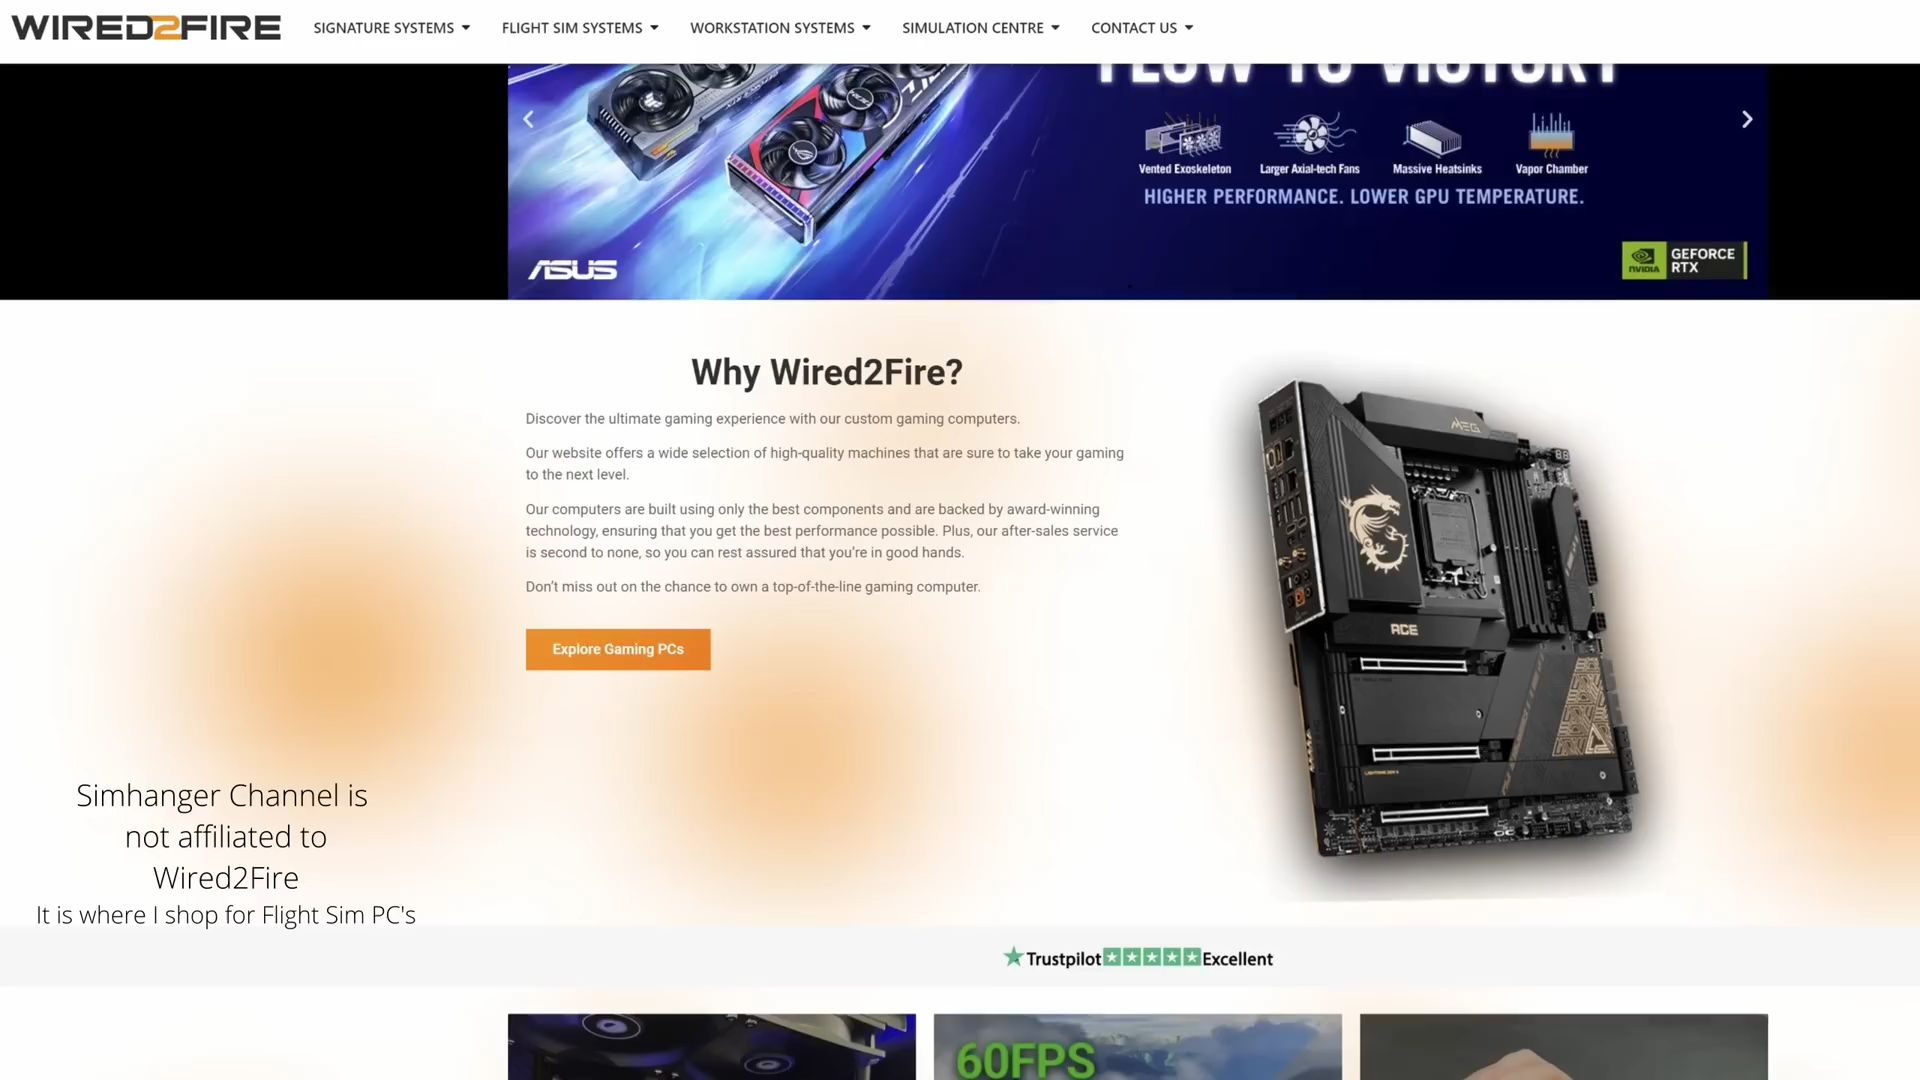 WIRED2FIRE
SIGNATURE SYSTEMS
FLIGHT SIM SYSTEMS
WORKSTATION SYSTEMS
SIMULATION CENTRE
CONTACT US
FLOW TO VICTORY
Vented Exoskeleton
Larger Axial-tech Fans
Massive Heatsinks
Vapor Chamber
HIGHER PERFORMANCE. LOWER GPU TEMPERATURE.
ASUS
NVIDIA
GEFORCE
RTX
Why Wired2Fire?
Discover the ultimate gaming experience with our custom gaming computers.
Our website offers a wide selection of high-quality machines that are sure to take your gaming
to the next level.
Our computers are built using only the best components and are backed by award-winning
technology, ensuring that you get the best performance possible. Plus, our after-sales service
is second to none, so you can rest assured that you’re in good hands.
Don’t miss out on the chance to own a top-of-the-line gaming computer.
Explore Gaming PCs
MEG
ACE
Simhanger Channel is
not affiliated to
Wired2Fire
It is where I shop for Flight Sim PC's
Trustpilot
Excellent
60FPS